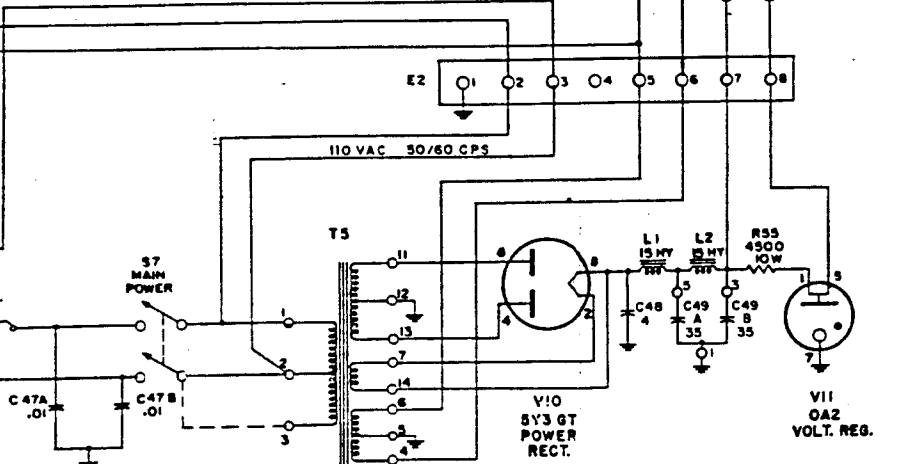 E2
1
2
3
4
5
6
7
8
110 VAC 50/60 CPS
T5
S7
MAIN
POWER
11
12
13
7
14
6
5
4
1
2
3
6
4
8
2
L1
15 HY
L2
15 HY
R55
4500
10W
C48
4
5
C49
A
35
3
C49
B
35
1
1
5
7
C47A
.01
C47B
.01
V10
5Y3 GT
POWER
RECT.
V11
OA2
VOLT. REG.